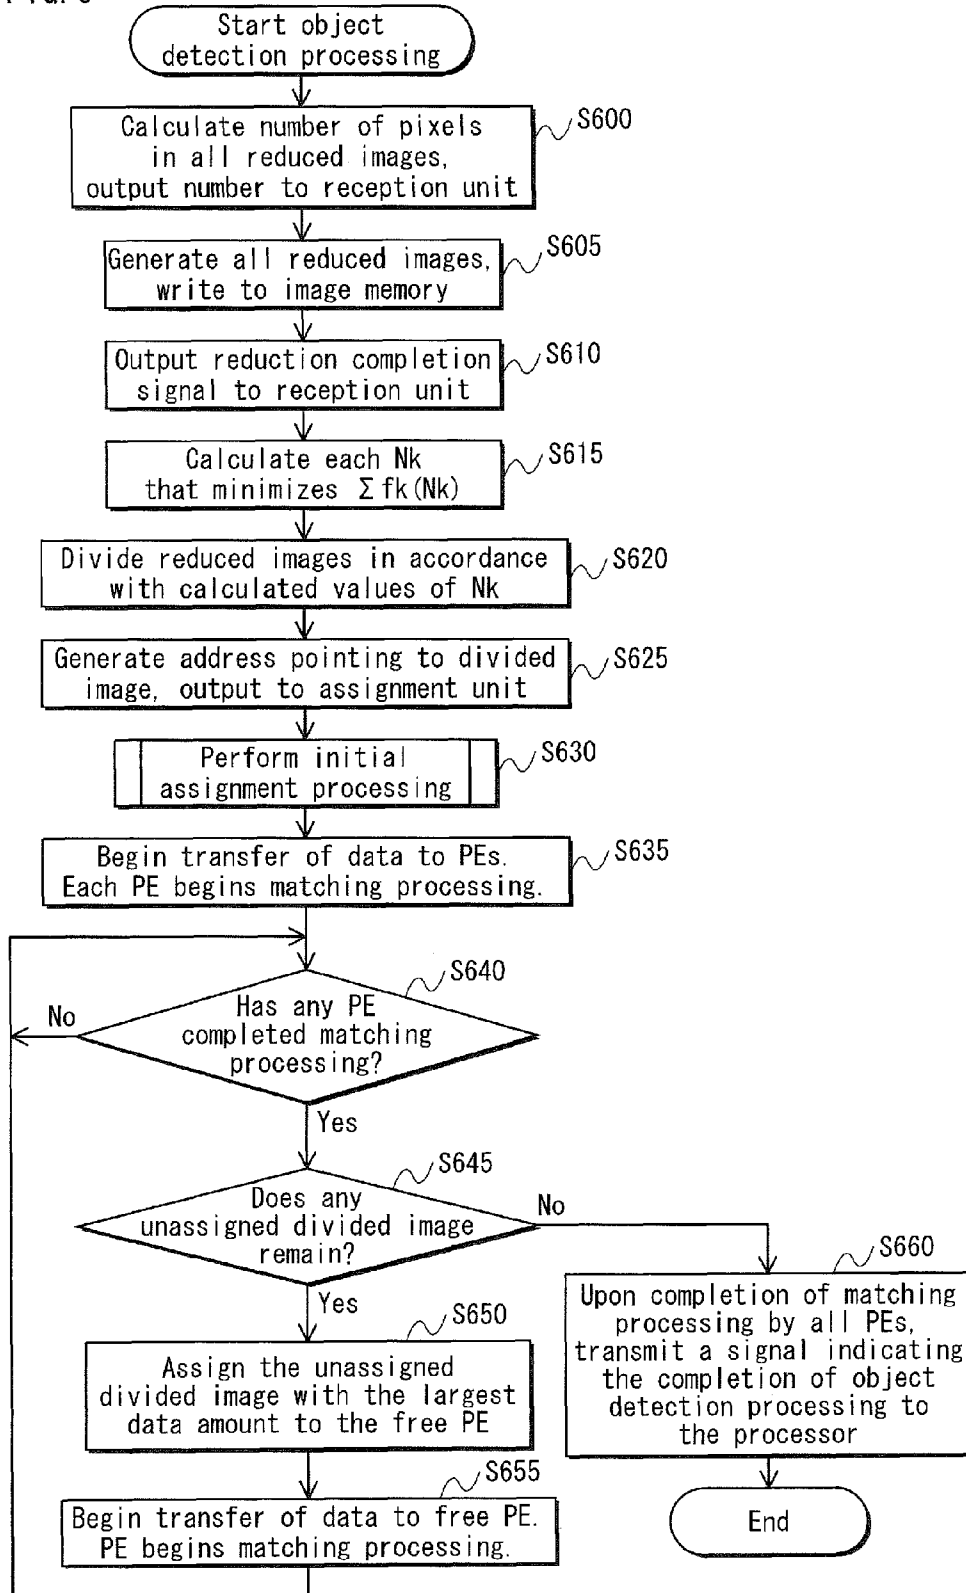 Start object
detection processing
Calculate number of pixels
in all reduced images,
output number to reception unit
S600
Generate all reduced images,
write to image memory
S605
Output reduction completion
signal to reception unit
S610
Calculate each Nk
that minimizes Σfk(Nk)
S615
Divide reduced images in accordance
with calculated values of Nk
S620
Generate address pointing to divided
image, output to assignment unit
S625
Perform initial
assignment processing
S630
Begin transfer of data to PEs.
Each PE begins matching processing.
S635
S640
Has any PE
completed matching
processing?
No
Yes
S645
Does any
unassigned divided image
remain?
No
Yes
S650
Assign the unassigned
divided image with the largest
data amount to the free PE
S655
Begin transfer of data to free PE.
PE begins matching processing.
S660
Upon completion of matching
processing by all PEs,
transmit a signal indicating
the completion of object
detection processing to
the processor
End